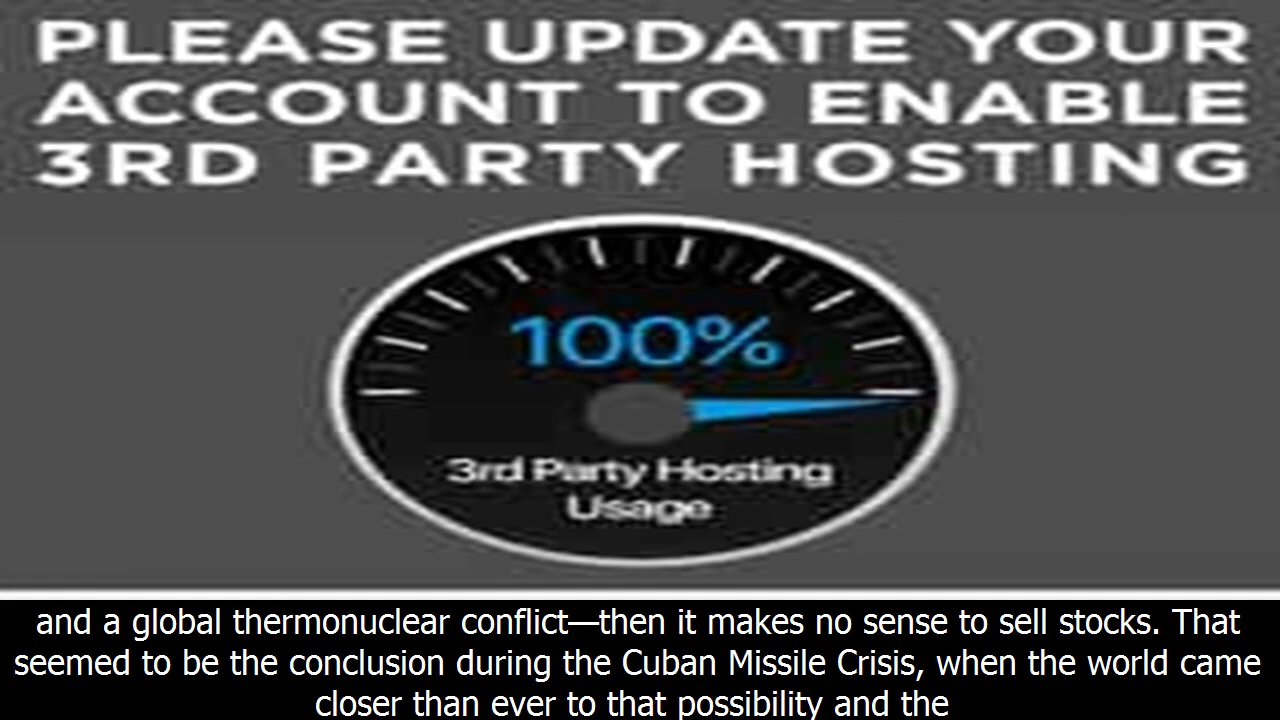 PLEASE UPDATE YOUR
ACCOUNT TO ENABLE
3RD PARTY HOSTING
100%
3rd Party Hosting
Usage
and a global thermonuclear conflict—then it makes no sense to sell stocks. That
seemed to be the conclusion during the Cuban Missile Crisis, when the world came
closer than ever to that possibility and the